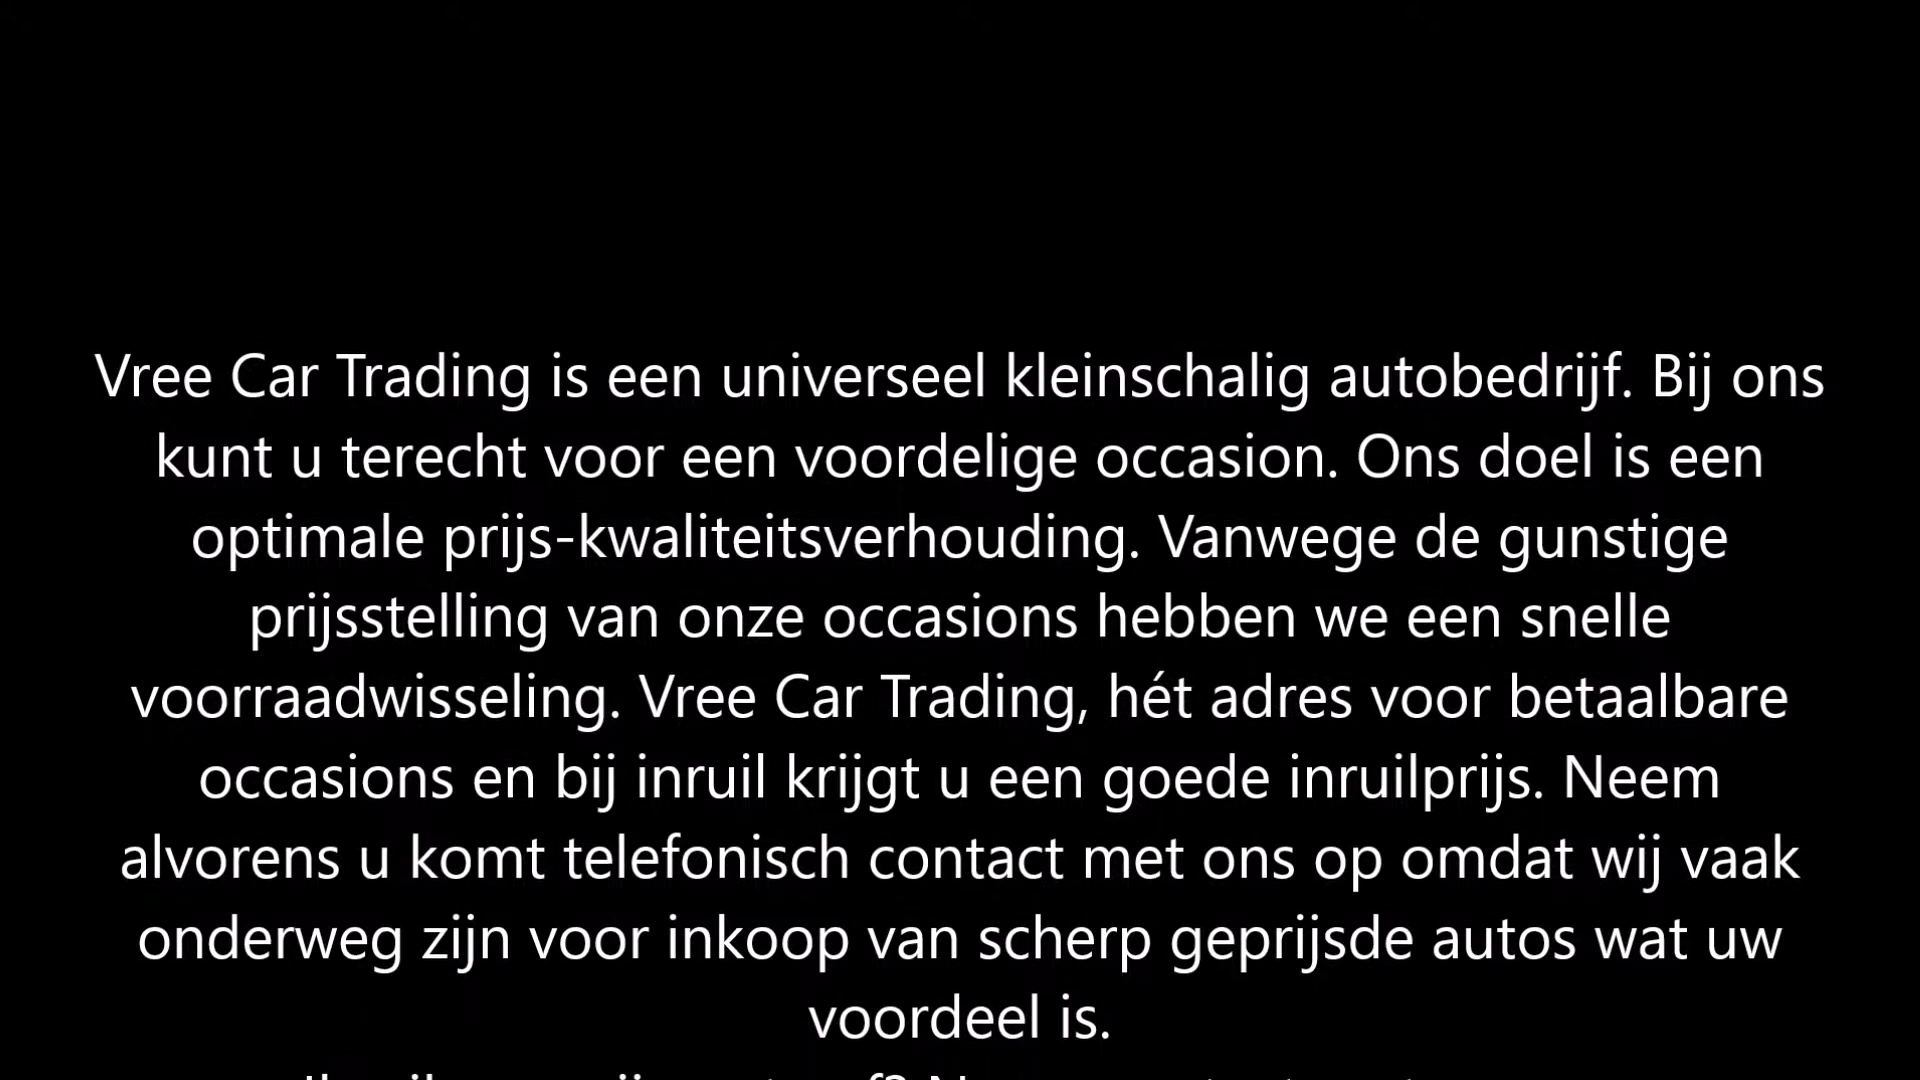 Vree Car Trading is een universeel kleinschalig autobedrijf. Bij ons
kunt u terecht voor een voordelige occasion. Ons doel is een
optimale prijs-kwaliteitsverhouding. Vanwege de gunstige
prijsstelling van onze occasions hebben we een snelle
voorraadwisseling. Vree Car Trading, hét adres voor betaalbare
occasions en bij inruil krijgt u een goede inruilprijs. Neem
alvorens u komt telefonisch contact met ons op omdat wij vaak
onderweg zijn voor inkoop van scherp geprijsde autos wat uw
voordeel is.